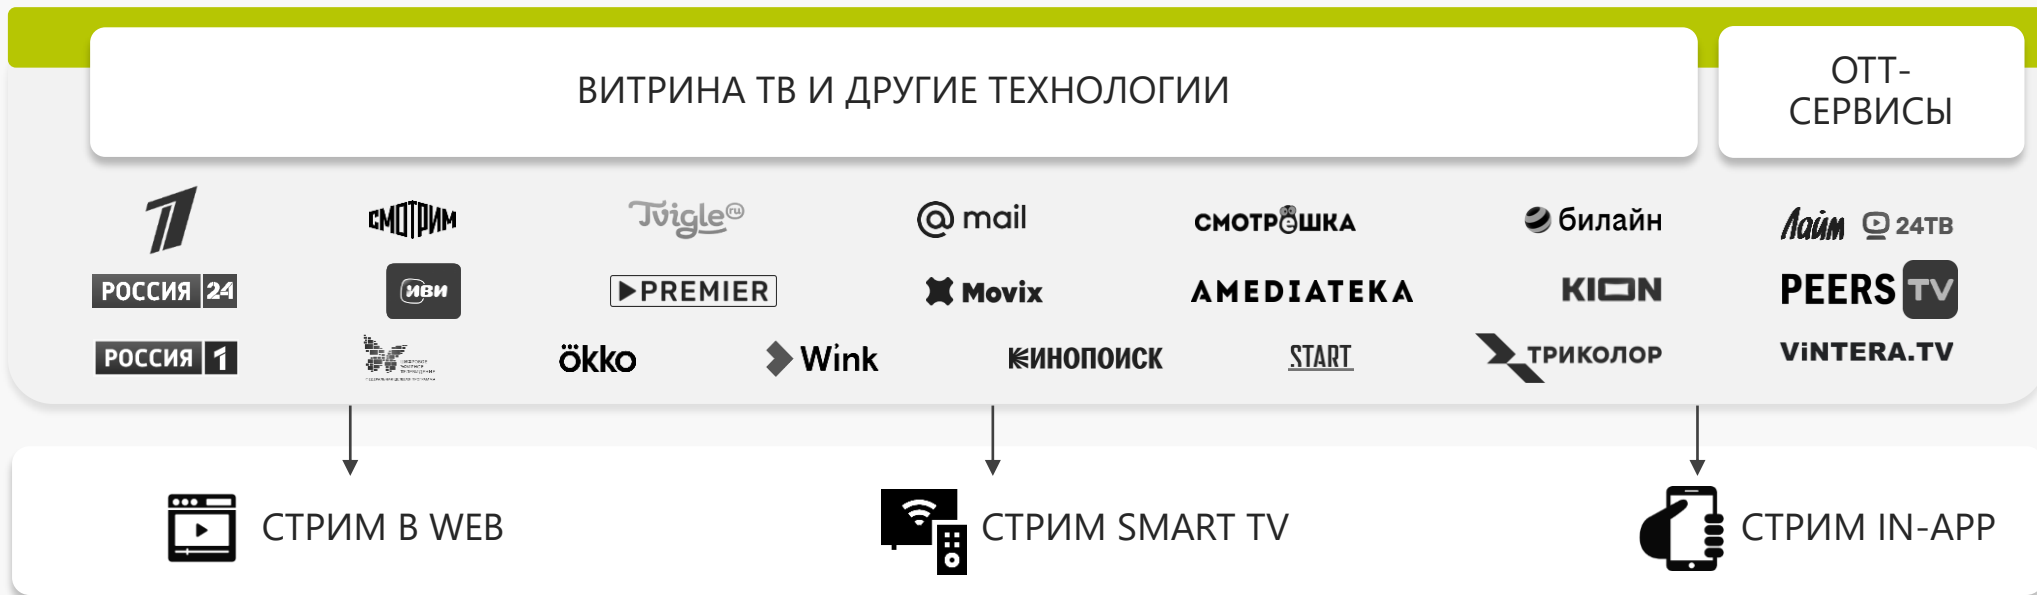 ВИТРИНА ТВ И ДРУГИЕ ТЕХНОЛОГИИ
ОТТ-
СЕРВИСЫ
СМОТРИМ
Tvigle ru
@ mail
СМОТРЁШКА
билайн
Лайм
24ТВ
РОССИЯ 24
иви
PREMIER
Movix
AMEDIATEKA
KION
PEERS TV
РОССИЯ 1
ökko
Wink
КИНОПОИСК
START
ТРИКОЛОР
ViNTERA.TV
СТРИМ В WEB
СТРИМ SMART TV
СТРИМ IN-APP